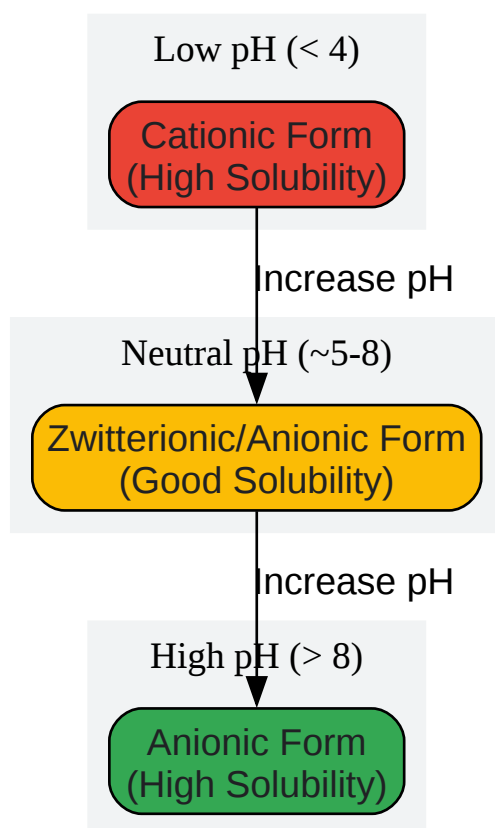 Low pH (< 4)
Cationic Form
(High Solubility)
Increase pH
Neutral pH (~5-8)
Zwitterionic/Anionic Form
(Good Solubility)
Increase pH
High pH (> 8)
Anionic Form
(High Solubility)